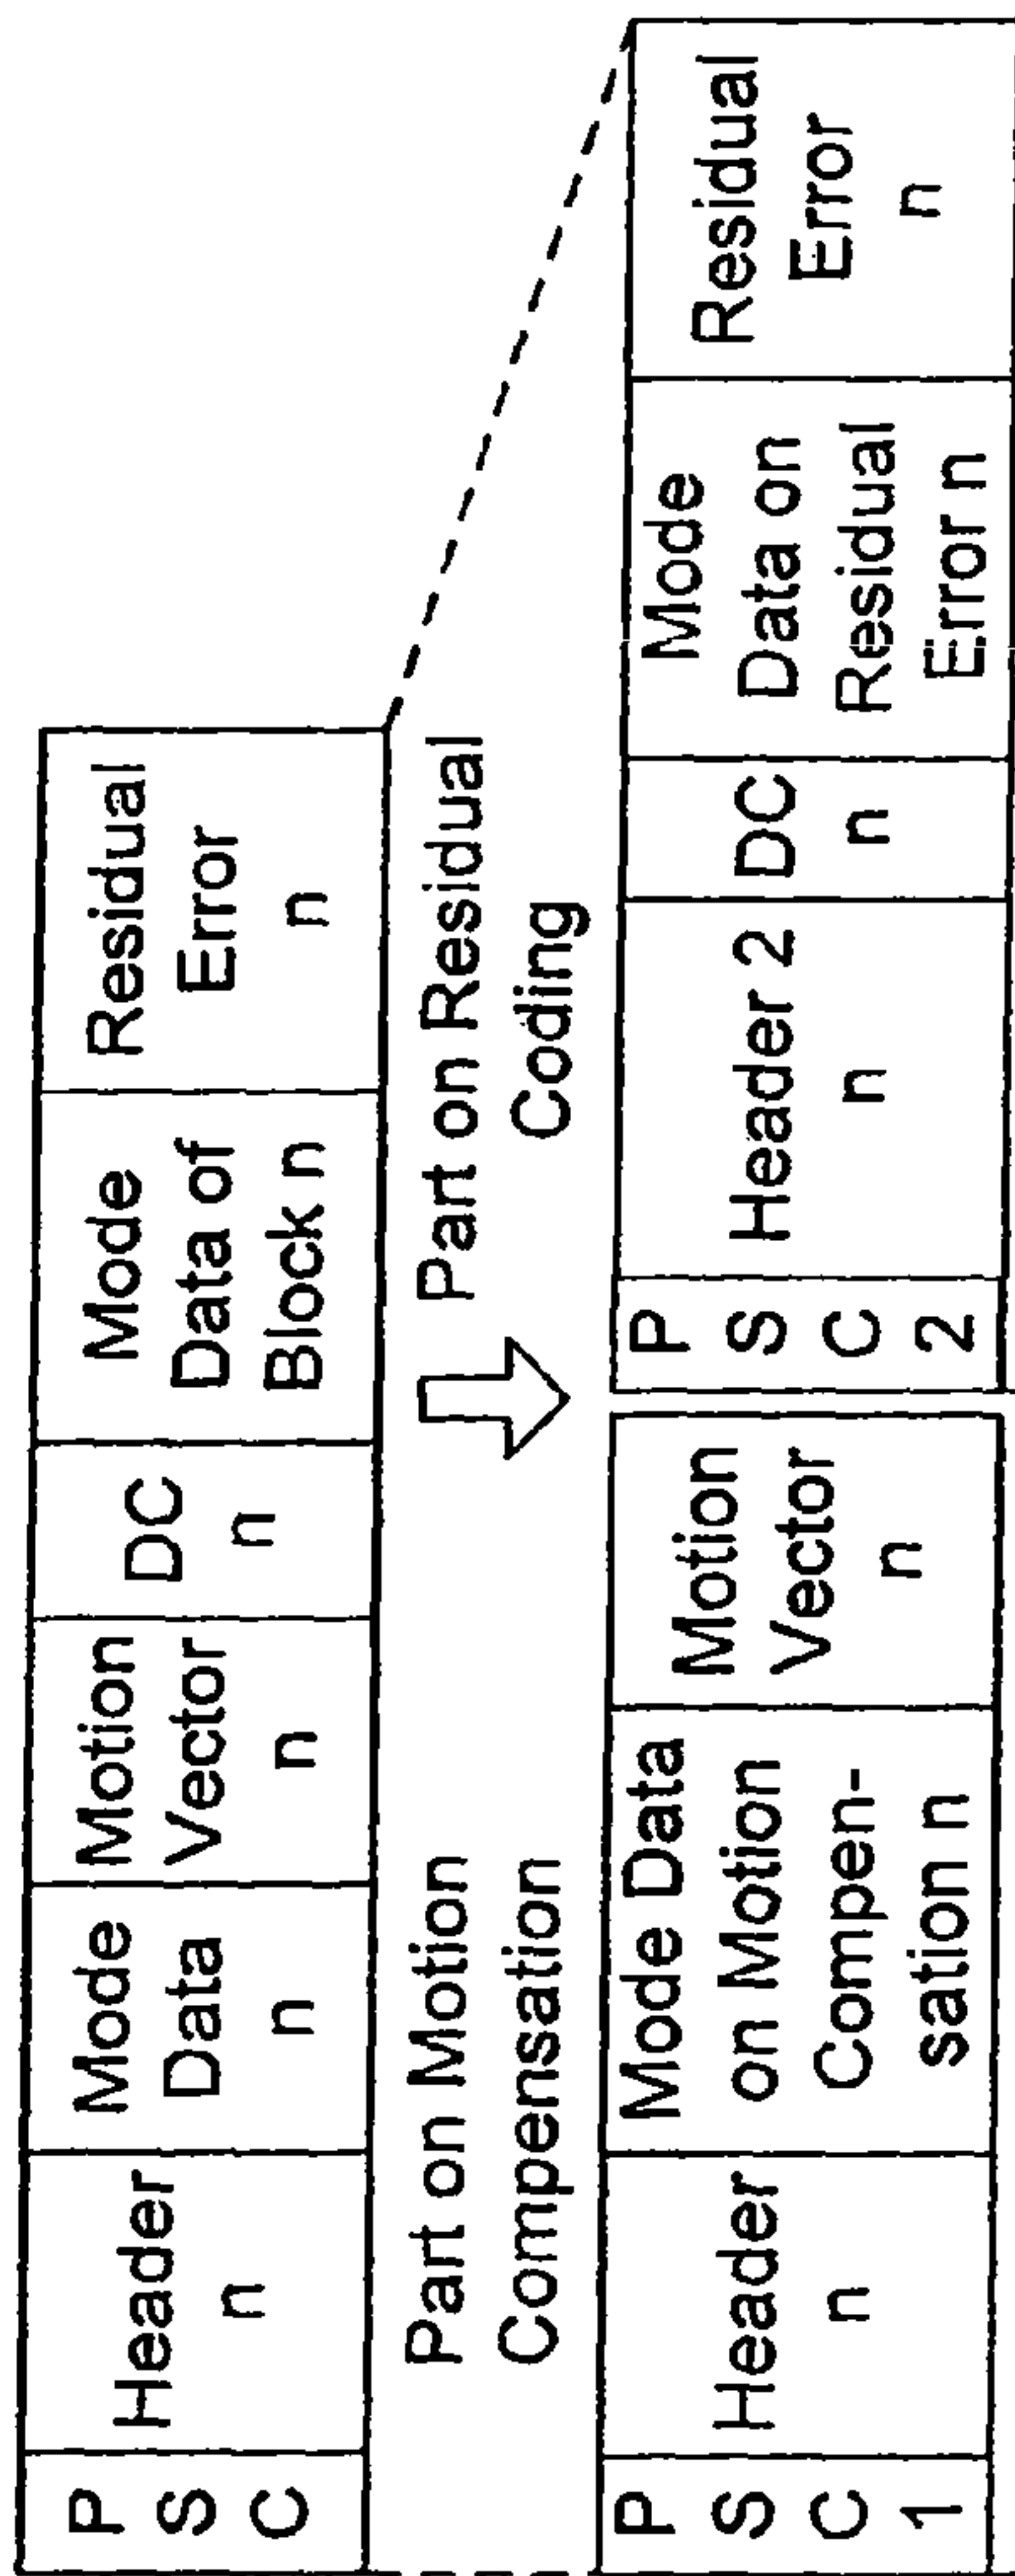 P
S
C
Header
n
Mode
Data
n
Motion
Vector
n
DC
n
Mode
Data of
Block n
Residual
Error
n
Part on Motion
Compensation
Part on Residual
Coding
P
S
C
1
Header
n
Mode Data
on Motion
Compen-
sation n
Motion
Vector
n
P
S
C
2
Header 2
n
DC
n
Mode
Data on
Residual
Error n
Residual
Error
n